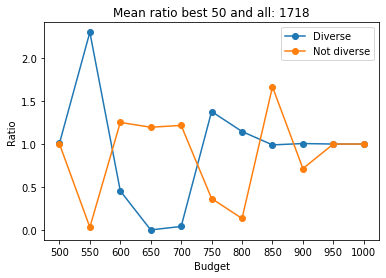 Mean ratio best 50 and all: 1718
Diverse
Not diverse
2.0
1.5
1.0
0.5
0.0
Ratio
500 550 600 650 700 750 800 850 900 950 1000
Budget